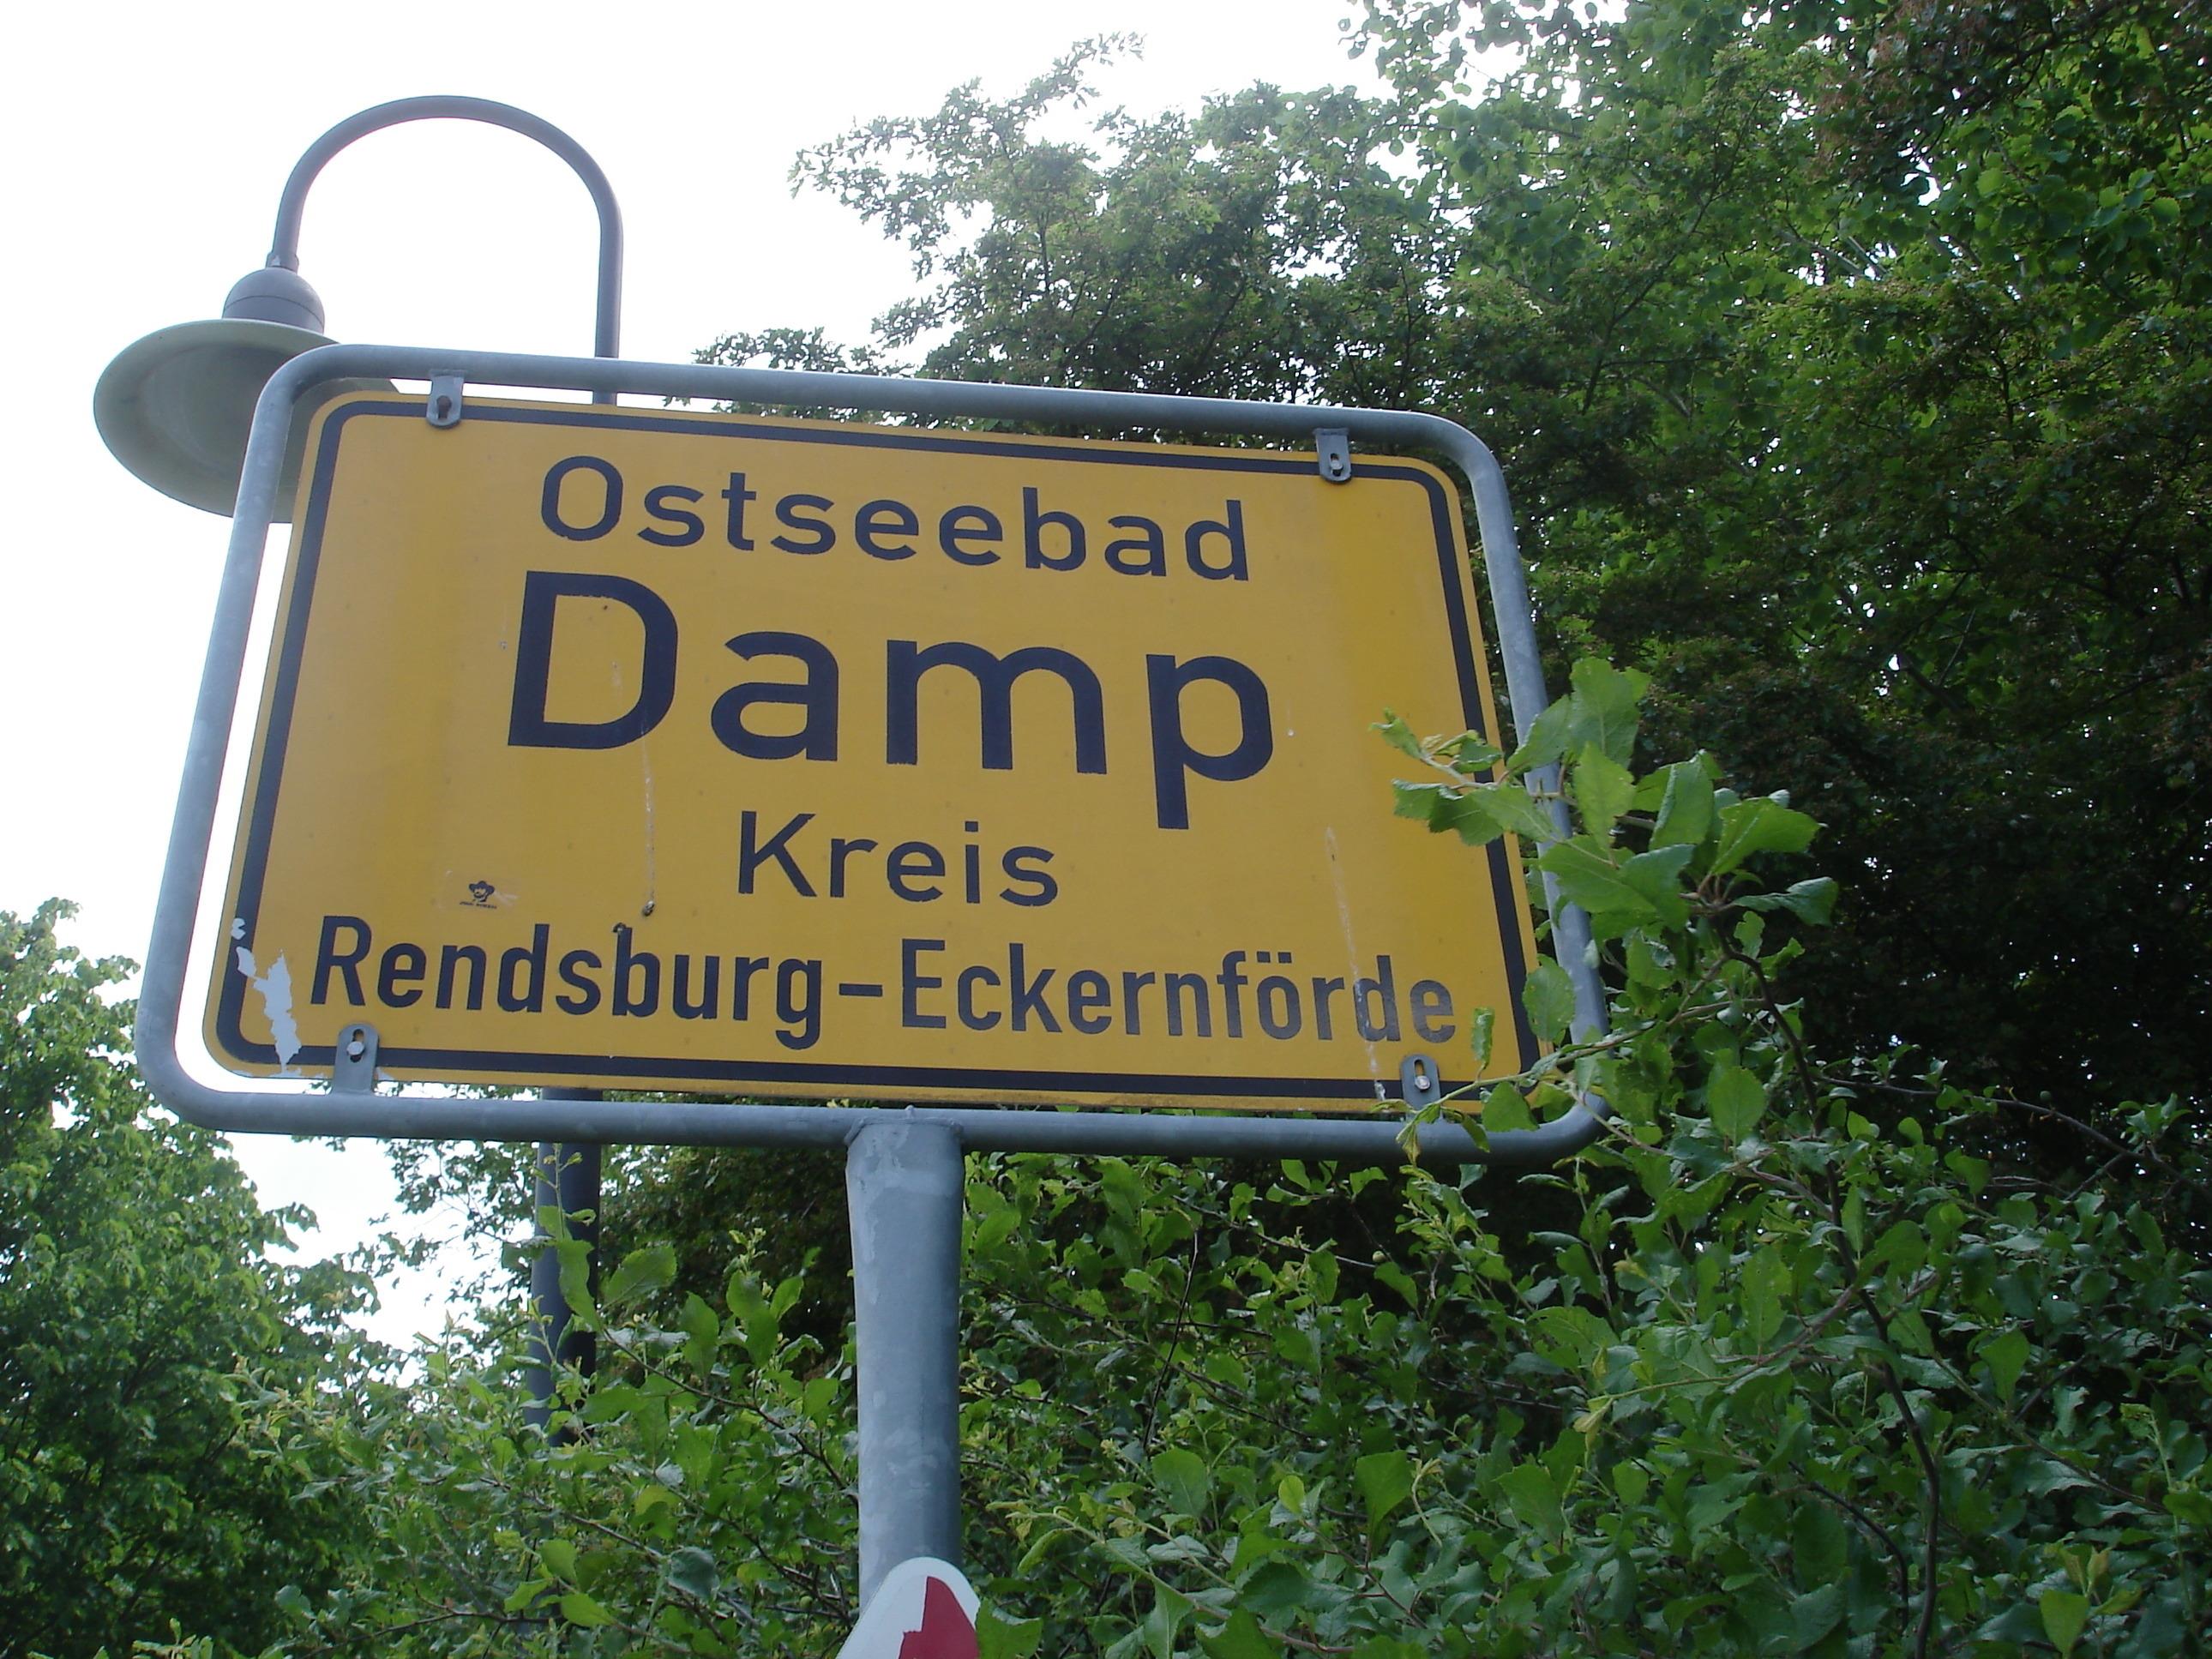 Ostseebad
Damp
Kreis
Rendsburg-Eckernförde